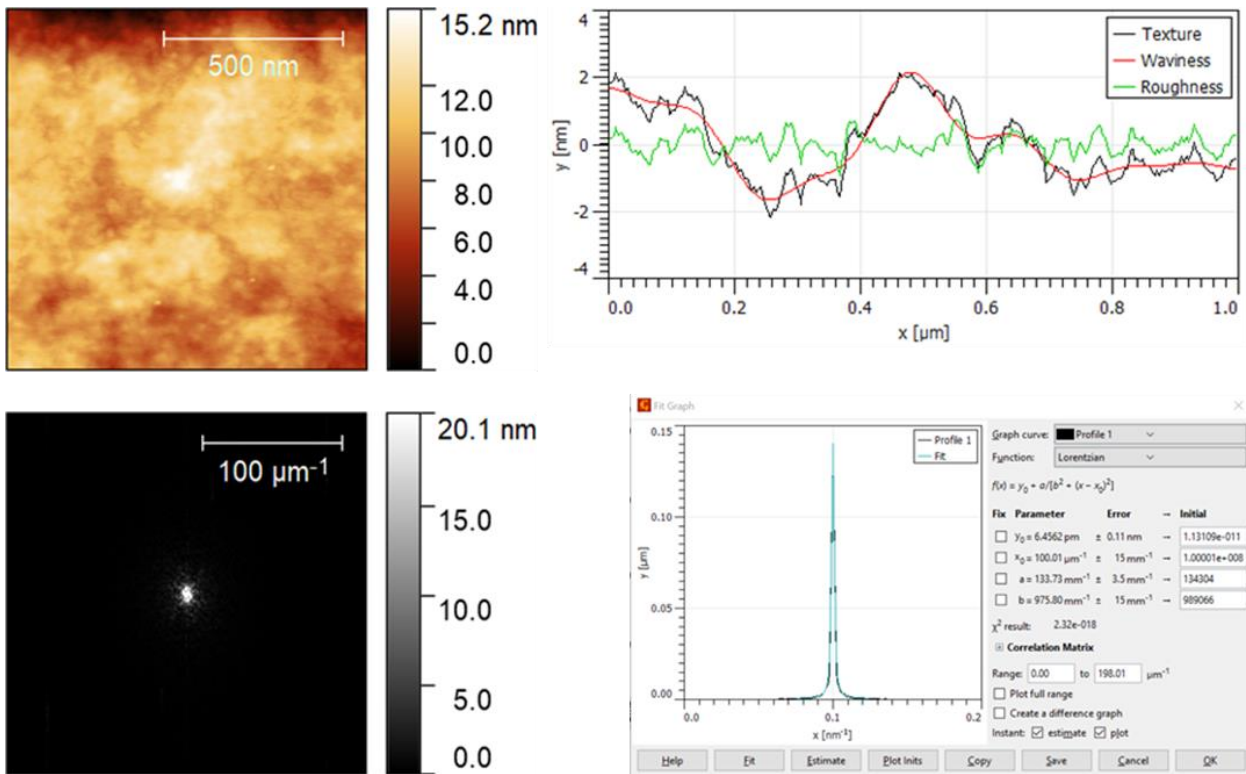 500 nm
15.2 nm
12.0
10.0
8.0
6.0
4.0
0.0
4
2
0
-2
-4
y [nm]
Texture
Waviness
Roughness
0.0 0.2 0.4 0.6 0.8 1.0
x [µm]
100 µm-1
20.1 nm
15.0
10.0
5.0
0.0
Fit Graph
0.15
0.10
0.05
0.00
y [µm]
Profile 1
Fit
0.0 0.1 0.2
x [nm-1]
Graph curve: Profile 1
Function: Lorentzian
f(x) = y0 + a/[b2 + (x − x0)2]
Fix Parameter Error → Initial
y0 = 6.4562 pm ± 0.11 nm → 1.13109e-011
x0 = 100.01 µm-1 ± 15 mm-1 → 1.00001e+008
a = 133.73 mm-1 ± 3.5 mm-1 → 134304
b = 975.80 mm-1 ± 15 mm-1 → 989066
χ2 result: 2.32e-018
Correlation Matrix
Range: 0.00 to 198.01 µm-1
Plot full range
Create a difference graph
Instant: estimate plot
Help Fit Estimate Plot Inits Copy Save Cancel OK